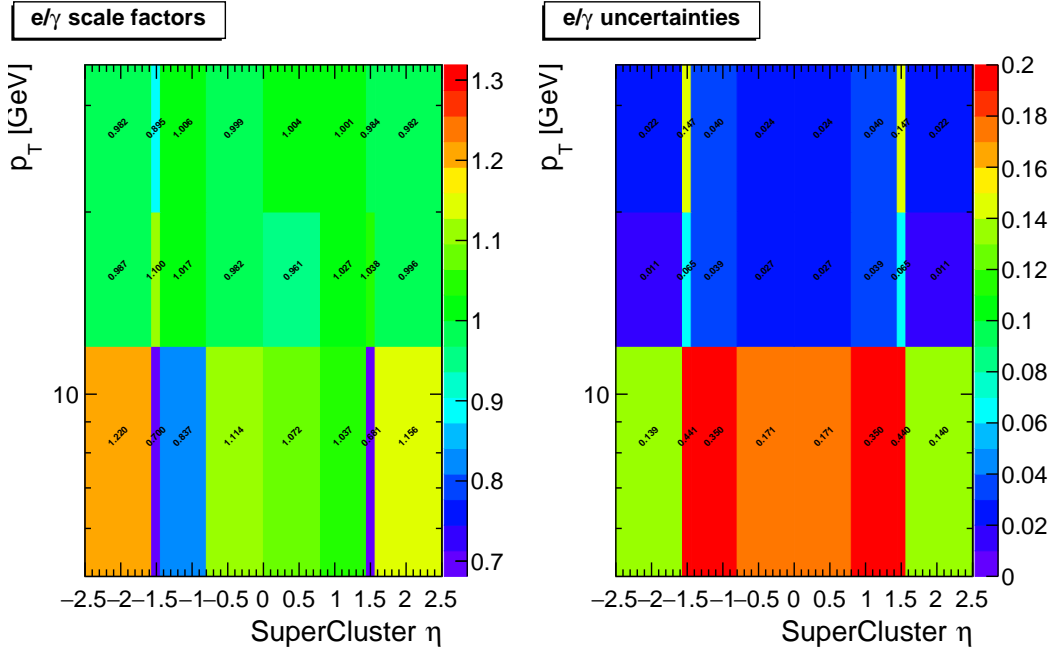 e/γ scale factors
p_T [GeV]
0.982 0.895 1.006 0.999 1.004 1.001 0.984 0.982
0.987 1.100 1.017 0.982 0.961 1.027 1.038 0.996
10
1.220 0.700 0.837 1.114 1.072 1.037 0.681 1.156
1.3
1.2
1.1
1
0.9
0.8
0.7
−2.5 −2 −1.5 −1 −0.5 0 0.5 1 1.5 2 2.5
SuperCluster η
e/γ uncertainties
p_T [GeV]
0.022 0.147 0.040 0.024 0.024 0.040 0.147 0.022
0.011 0.065 0.039 0.027 0.027 0.039 0.065 0.011
10
0.139 0.441 0.350 0.171 0.171 0.350 0.440 0.140
0.2
0.18
0.16
0.14
0.12
0.1
0.08
0.06
0.04
0.02
0
−2.5 −2 −1.5 −1 −0.5 0 0.5 1 1.5 2 2.5
SuperCluster η